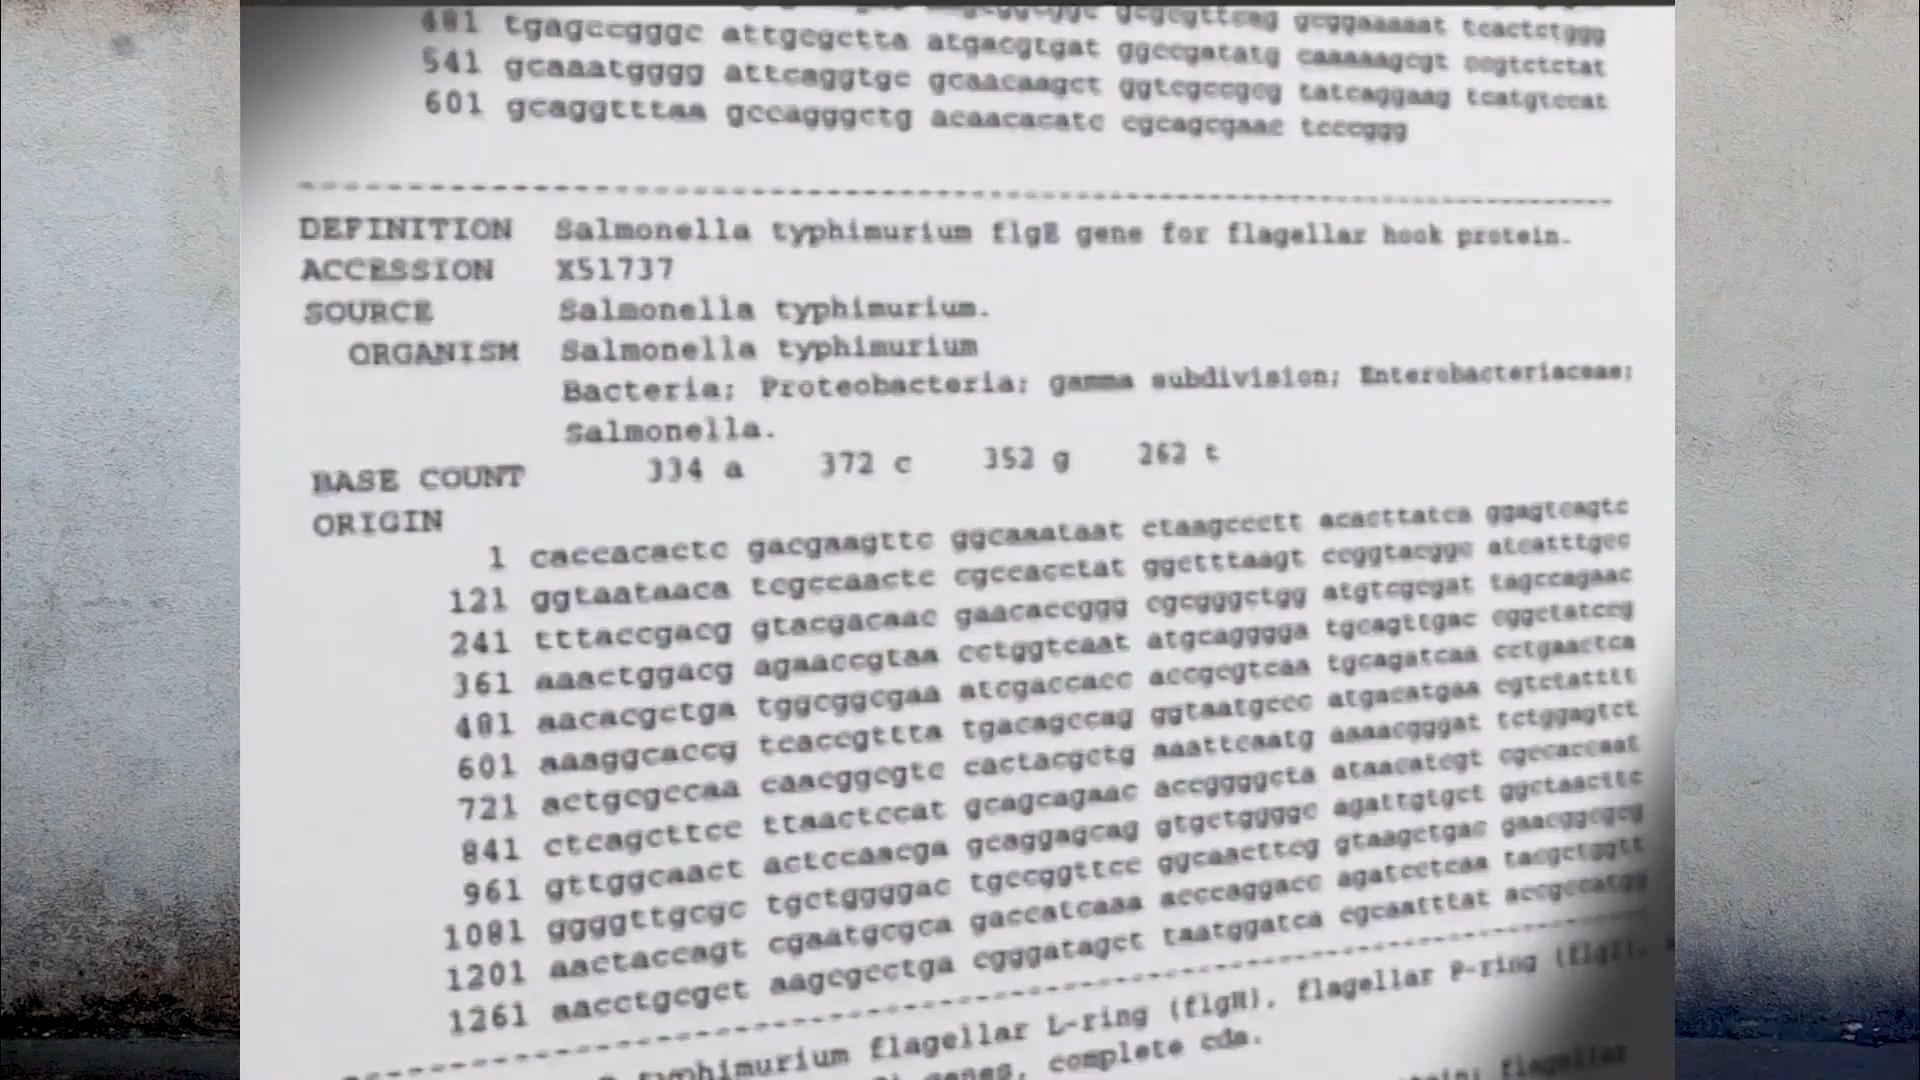 481 tgagccgggc attgcgctta atgacgtgat ggccgatatg caaaaagcgt ccgtctctat
541 gcaaatgggg attcaggtgc gcaacaagct ggtcgccgcg tatcaggaag tcatgtccat
601 gcaggtttaa gccagggctg acaacacatc cgcagcgaac tcccggg
DEFINITION Salmonella typhimurium flgE gene for flagellar hook protein.
ACCESSION X51737
SOURCE Salmonella typhimurium.
ORGANISM Salmonella typhimurium
Bacteria; Proteobacteria; gamma subdivision; Enterobacteriaceae;
Salmonella.
BASE COUNT 334 a 372 c 352 g 262 t
ORIGIN
1 caccacactc gacgaagttc ggcaaataat ctaagccctt acacttatca ggagtcagtc
121 ggtaataaca tcgccaactc cgccacctat ggctttaagt ccggtacggc atcatttgcc
241 tttaccgacg gtacgacaac gaacaccggg cgcgggctgg atgtcgcgat tagccagaac
361 aaactggacg agaaccgtaa cctggtcaat atgcagggga tgcagttgac cggctatccg
481 aacacgctga tggcggcgaa atcgaccacc accgcgtcaa tgcagatcaa cctgaactca
601 aaaggcaccg tcaccgttta tgacagccag ggtaatgccc atgacatgaa cgtctatttt
721 actgcgccaa caacggcgtc cactacgctg aaattcaatg aaaacgggat tctggagtct
841 ctcagcttcc ttaactccat gcagcagaac accggggcta ataacatcgt cgccaccaat
961 gttggcaact actccaacga gcaggagcag gtgctggggc agattgtgct ggctaacttc
1081 ggggttgcgc tgctggggac tgccggttcc ggcaacttcg gtaagctgac gaacggcgcg
1201 aactaccagt cgaatgcgca gaccatcaaa acccaggacc agatcctcaa tacgctggtt
1261 aacctgcgct aagcgcctga cgggatagct taatggatca cgcaatttat accgccatgg
typhimurium flagellar L-ring (flgH), flagellar P-ring (flgI),
genes, complete cds.
flagellar